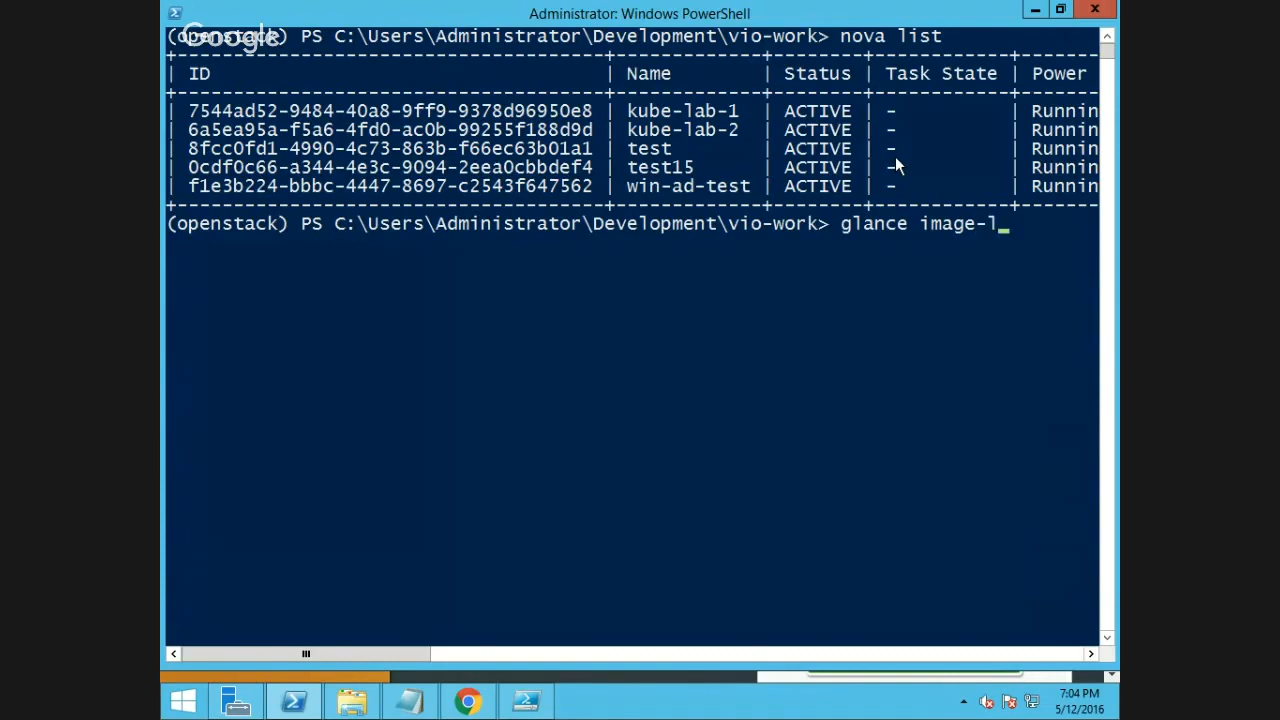 Administrator: Windows PowerShell
Google
(openstack) PS C:\Users\Administrator\Development\vio-work> nova list
| ID | Name | Status | Task State | Power
| 7544ad52-9484-40a8-9ff9-9378d96950e8 | kube-lab-1 | ACTIVE | - | Runnin
| 6a5ea95a-f5a6-4fd0-ac0b-99255f188d9d | kube-lab-2 | ACTIVE | - | Runnin
| 8fcc0fd1-4990-4c73-863b-f66ec63b01a1 | test | ACTIVE | - | Runnin
| 0cdf0c66-a344-4e3c-9094-2eea0cbbdef4 | test15 | ACTIVE | - | Runnin
| f1e3b224-bbbc-4447-8697-c2543f647562 | win-ad-test | ACTIVE | - | Runnin
(openstack) PS C:\Users\Administrator\Development\vio-work> glance image-l_
7:04 PM
5/12/2016